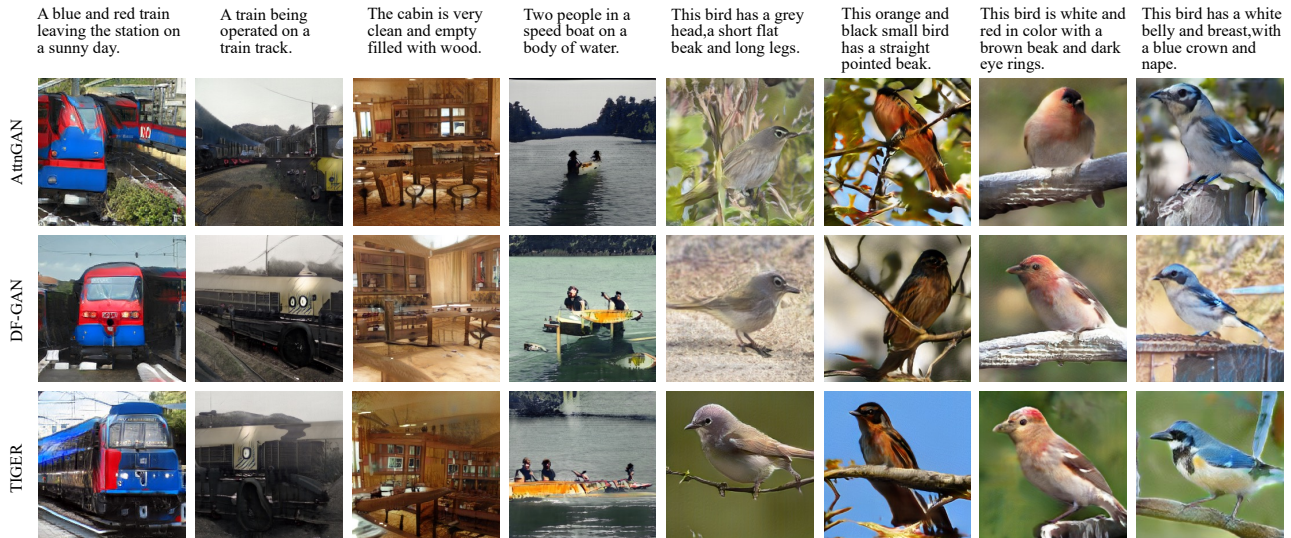 A blue and red train
leaving the station on
a sunny day.
A train being
operated on a
train track.
The cabin is very
clean and empty
filled with wood.
Two people in a
speed boat on a
body of water.
This bird has a grey
head,a short flat
beak and long legs.
This orange and
black small bird
has a straight
pointed beak.
This bird is white and
red in color with a
brown beak and dark
eye rings.
This bird has a white
belly and breast,with
a blue crown and
nape.
AttnGAN
DF-GAN
TIGER